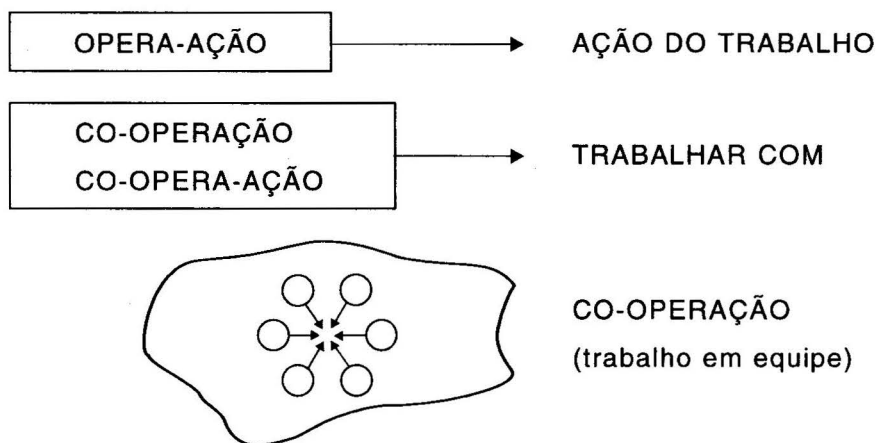 OPERA-AÇÃO
AÇÃO DO TRABALHO
CO-OPERAÇÃO
CO-OPERA-AÇÃO
TRABALHAR COM
CO-OPERAÇÃO
(trabalho em equipe)